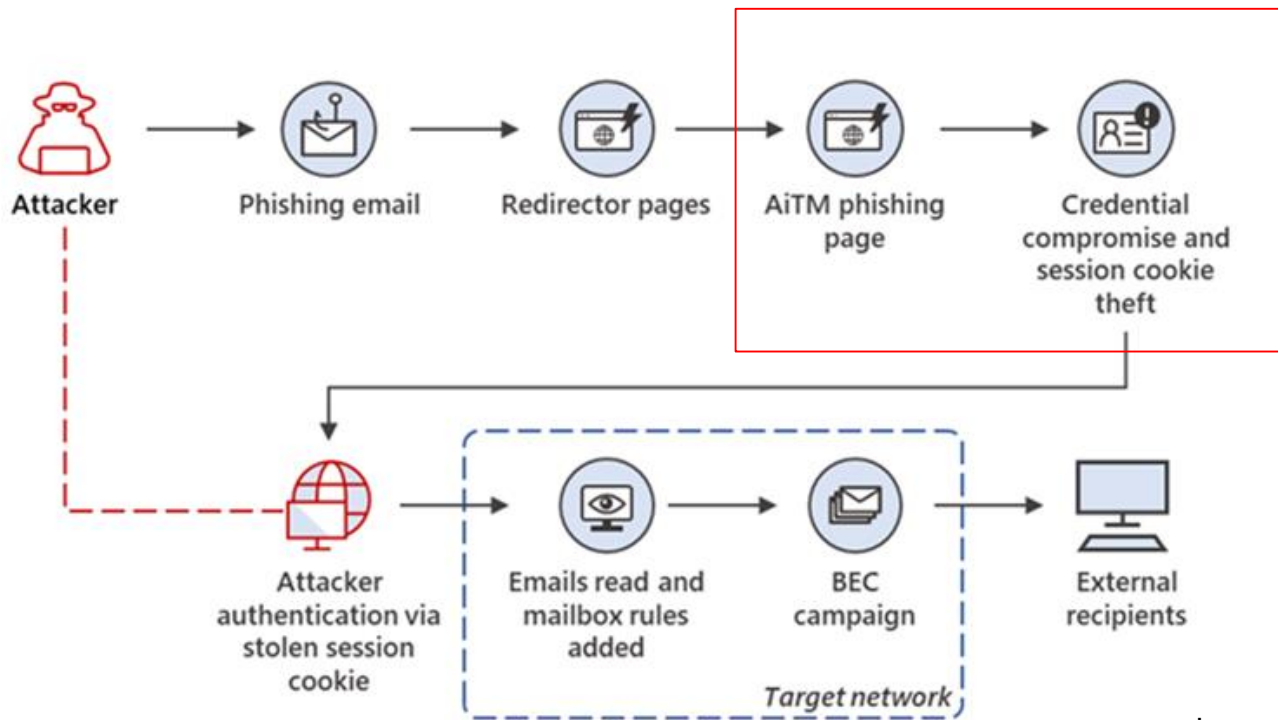 Attacker
Phishing email
Redirector pages
AiTM phishing
page
Credential
compromise and
session cookie
theft
Attacker
authentication via
stolen session
cookie
Emails read and
mailbox rules
added
BEC
campaign
Target network
External
recipients